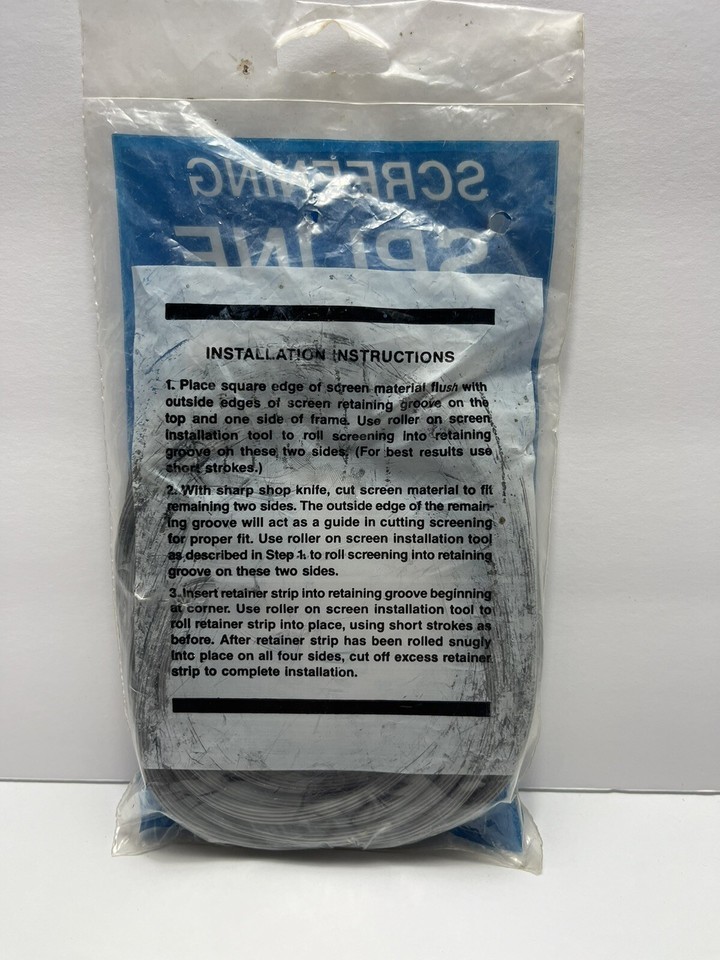 SCREENING
SPLINE
INSTALLATION INSTRUCTIONS
1. Place square edge of screen material flush with
outside edges of screen retaining groove on the
top and one side of frame. Use roller on screen
installation tool to roll screening into retaining
groove on these two sides. (For best results use
short strokes.)
2. With sharp shop knife, cut screen material to fit
remaining two sides. The outside edge of the remain-
ing groove will act as a guide in cutting screening
for proper fit. Use roller on screen installation tool
as described in Step 1. to roll screening into retaining
groove on these two sides.
3. Insert retainer strip into retaining groove beginning
at corner. Use roller on screen installation tool to
roll retainer strip into place, using short strokes as
before. After retainer strip has been rolled snugly
into place on all four sides, cut off excess retainer
strip to complete installation.